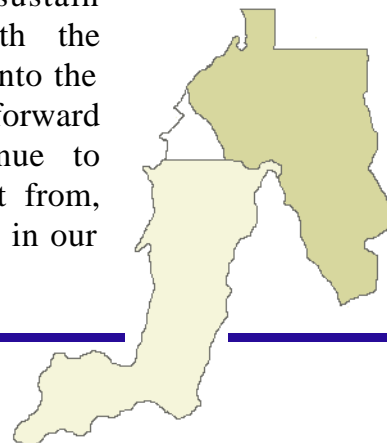 sustain
th the
nto the
forward
nue to
t from,
in our